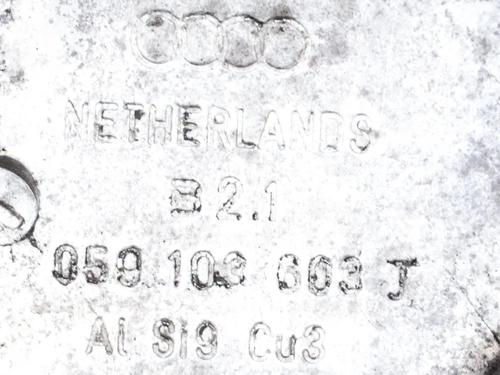 NETHERLANDS
2.1
059 103 603 J
Al Si9 Cu3